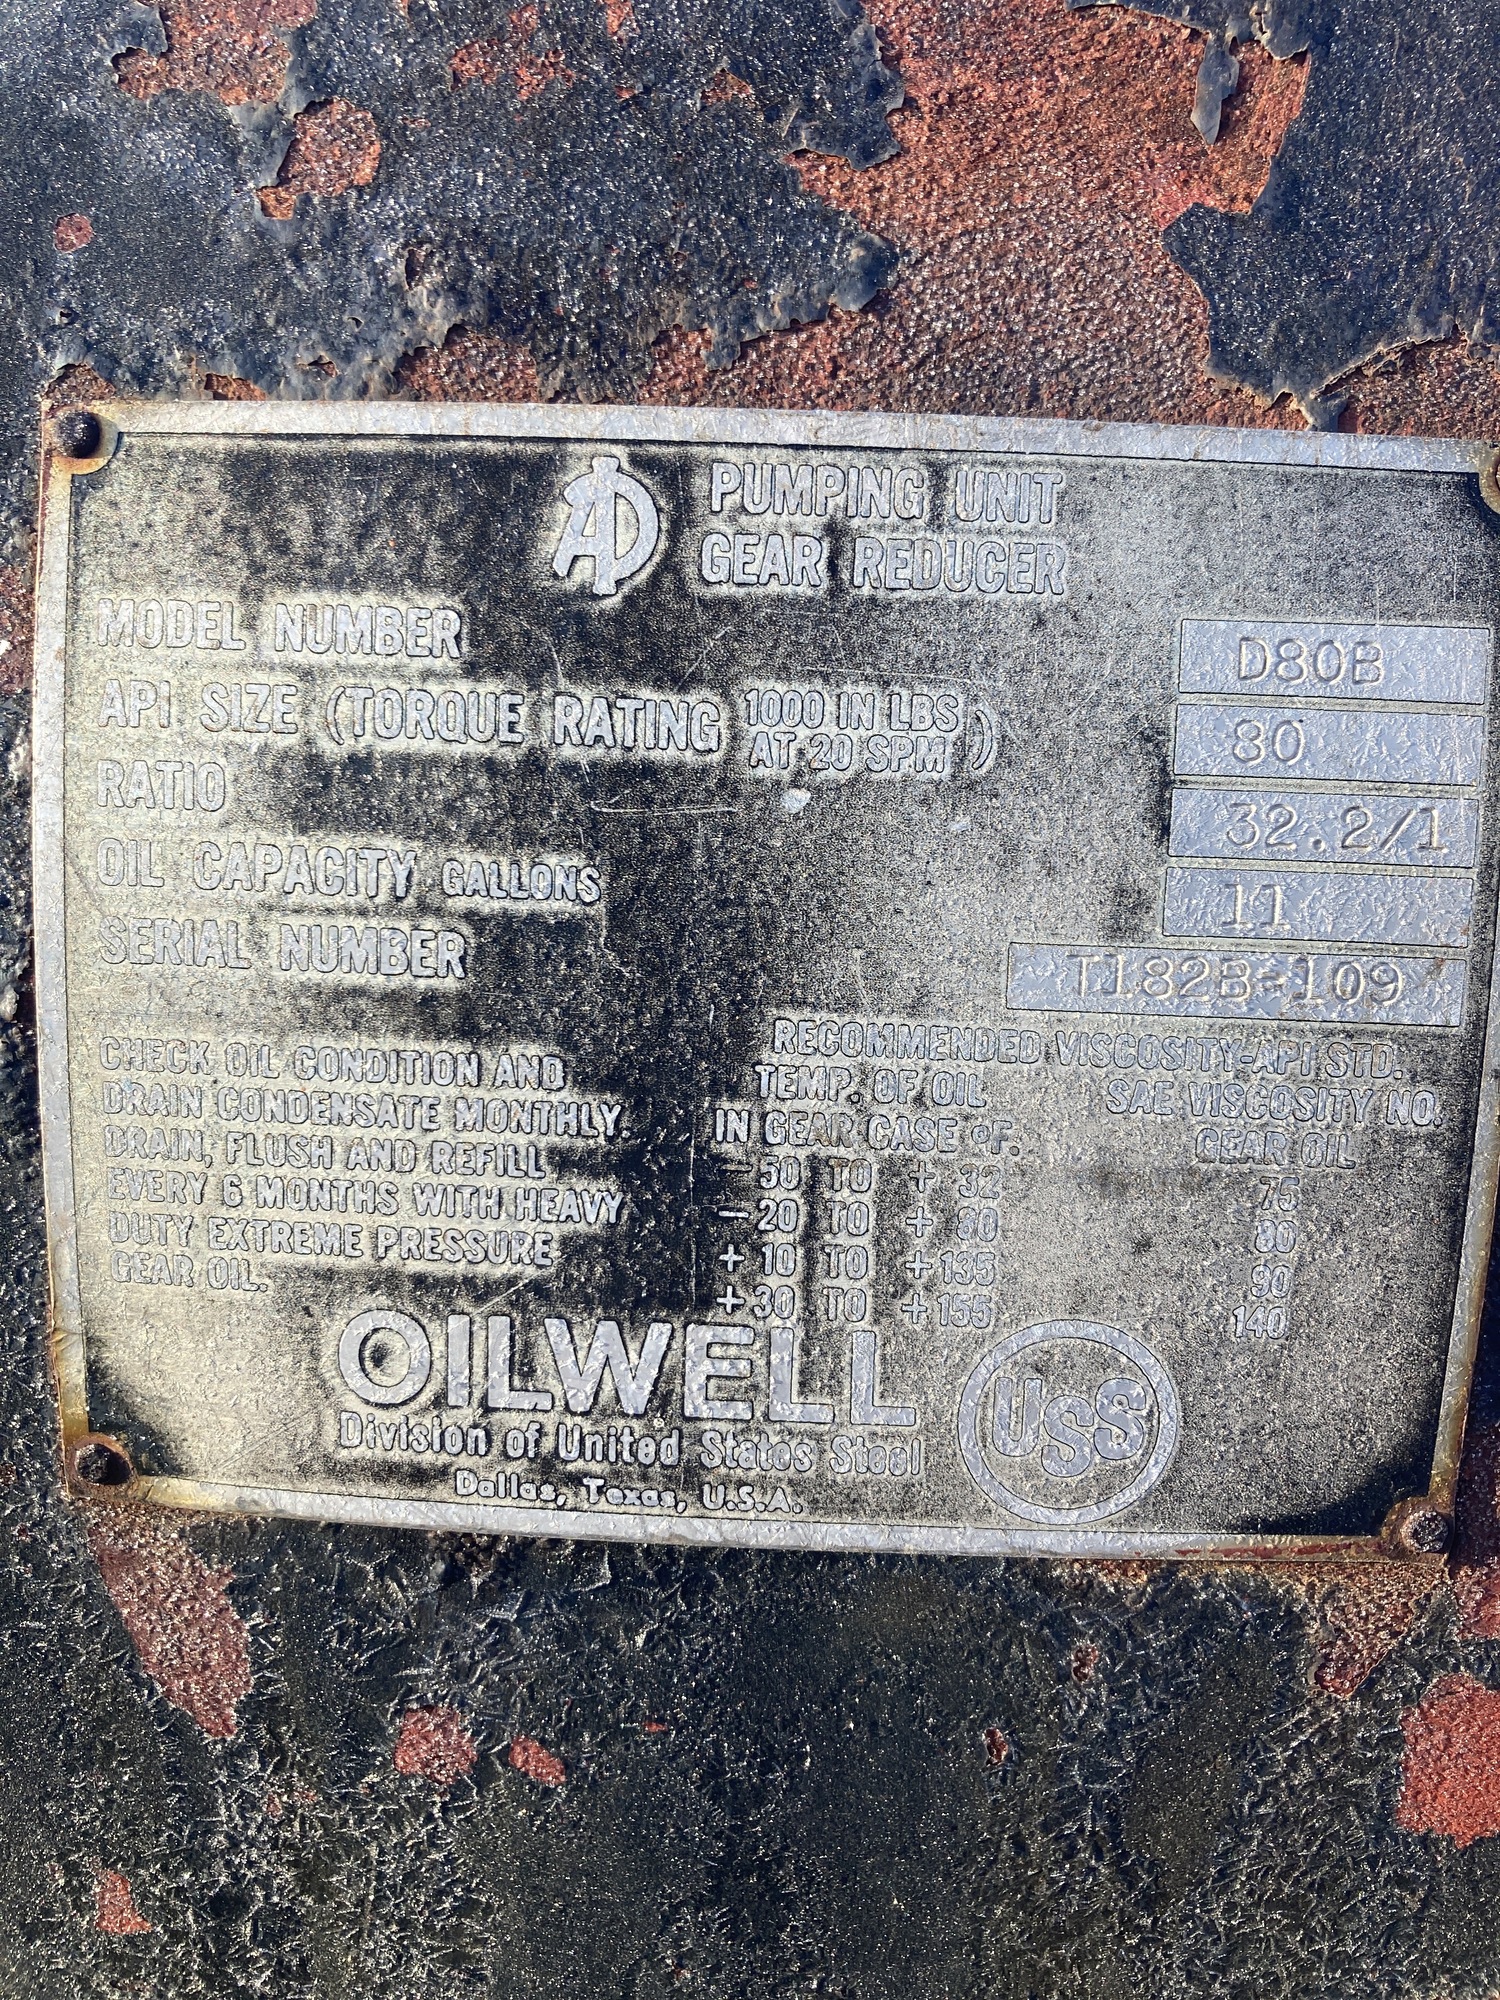 API PUMPING UNIT
GEAR REDUCER
MODEL NUMBER D80B
API SIZE (TORQUE RATING 1000 IN LBS AT 20 SPM) 80
RATIO 32.2/1
OIL CAPACITY GALLONS 11
SERIAL NUMBER T182B-109
CHECK OIL CONDITION AND
DRAIN CONDENSATE MONTHLY.
DRAIN, FLUSH AND REFILL
EVERY 6 MONTHS WITH HEAVY
DUTY EXTREME PRESSURE
GEAR OIL.
RECOMMENDED VISCOSITY-API STD.
TEMP. OF OIL SAE VISCOSITY NO.
IN GEAR CASE °F. GEAR OIL
-50 TO + 32 75
-20 TO + 80 80
+ 10 TO +135 90
+30 TO +155 140
OILWELL
Division of United States Steel
Dallas, Texas, U.S.A.
USS